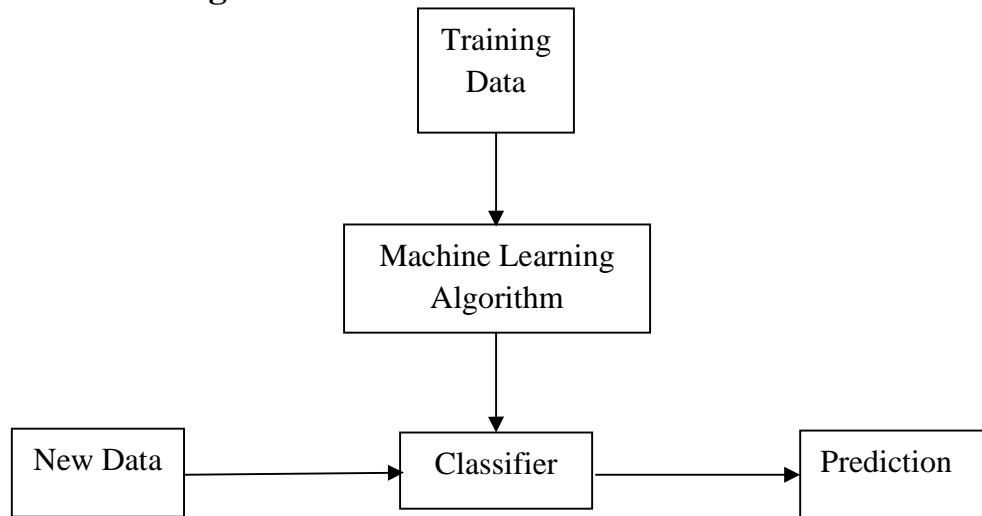 Training
Data
Machine Learning
Algorithm
New Data
Classifier
Prediction